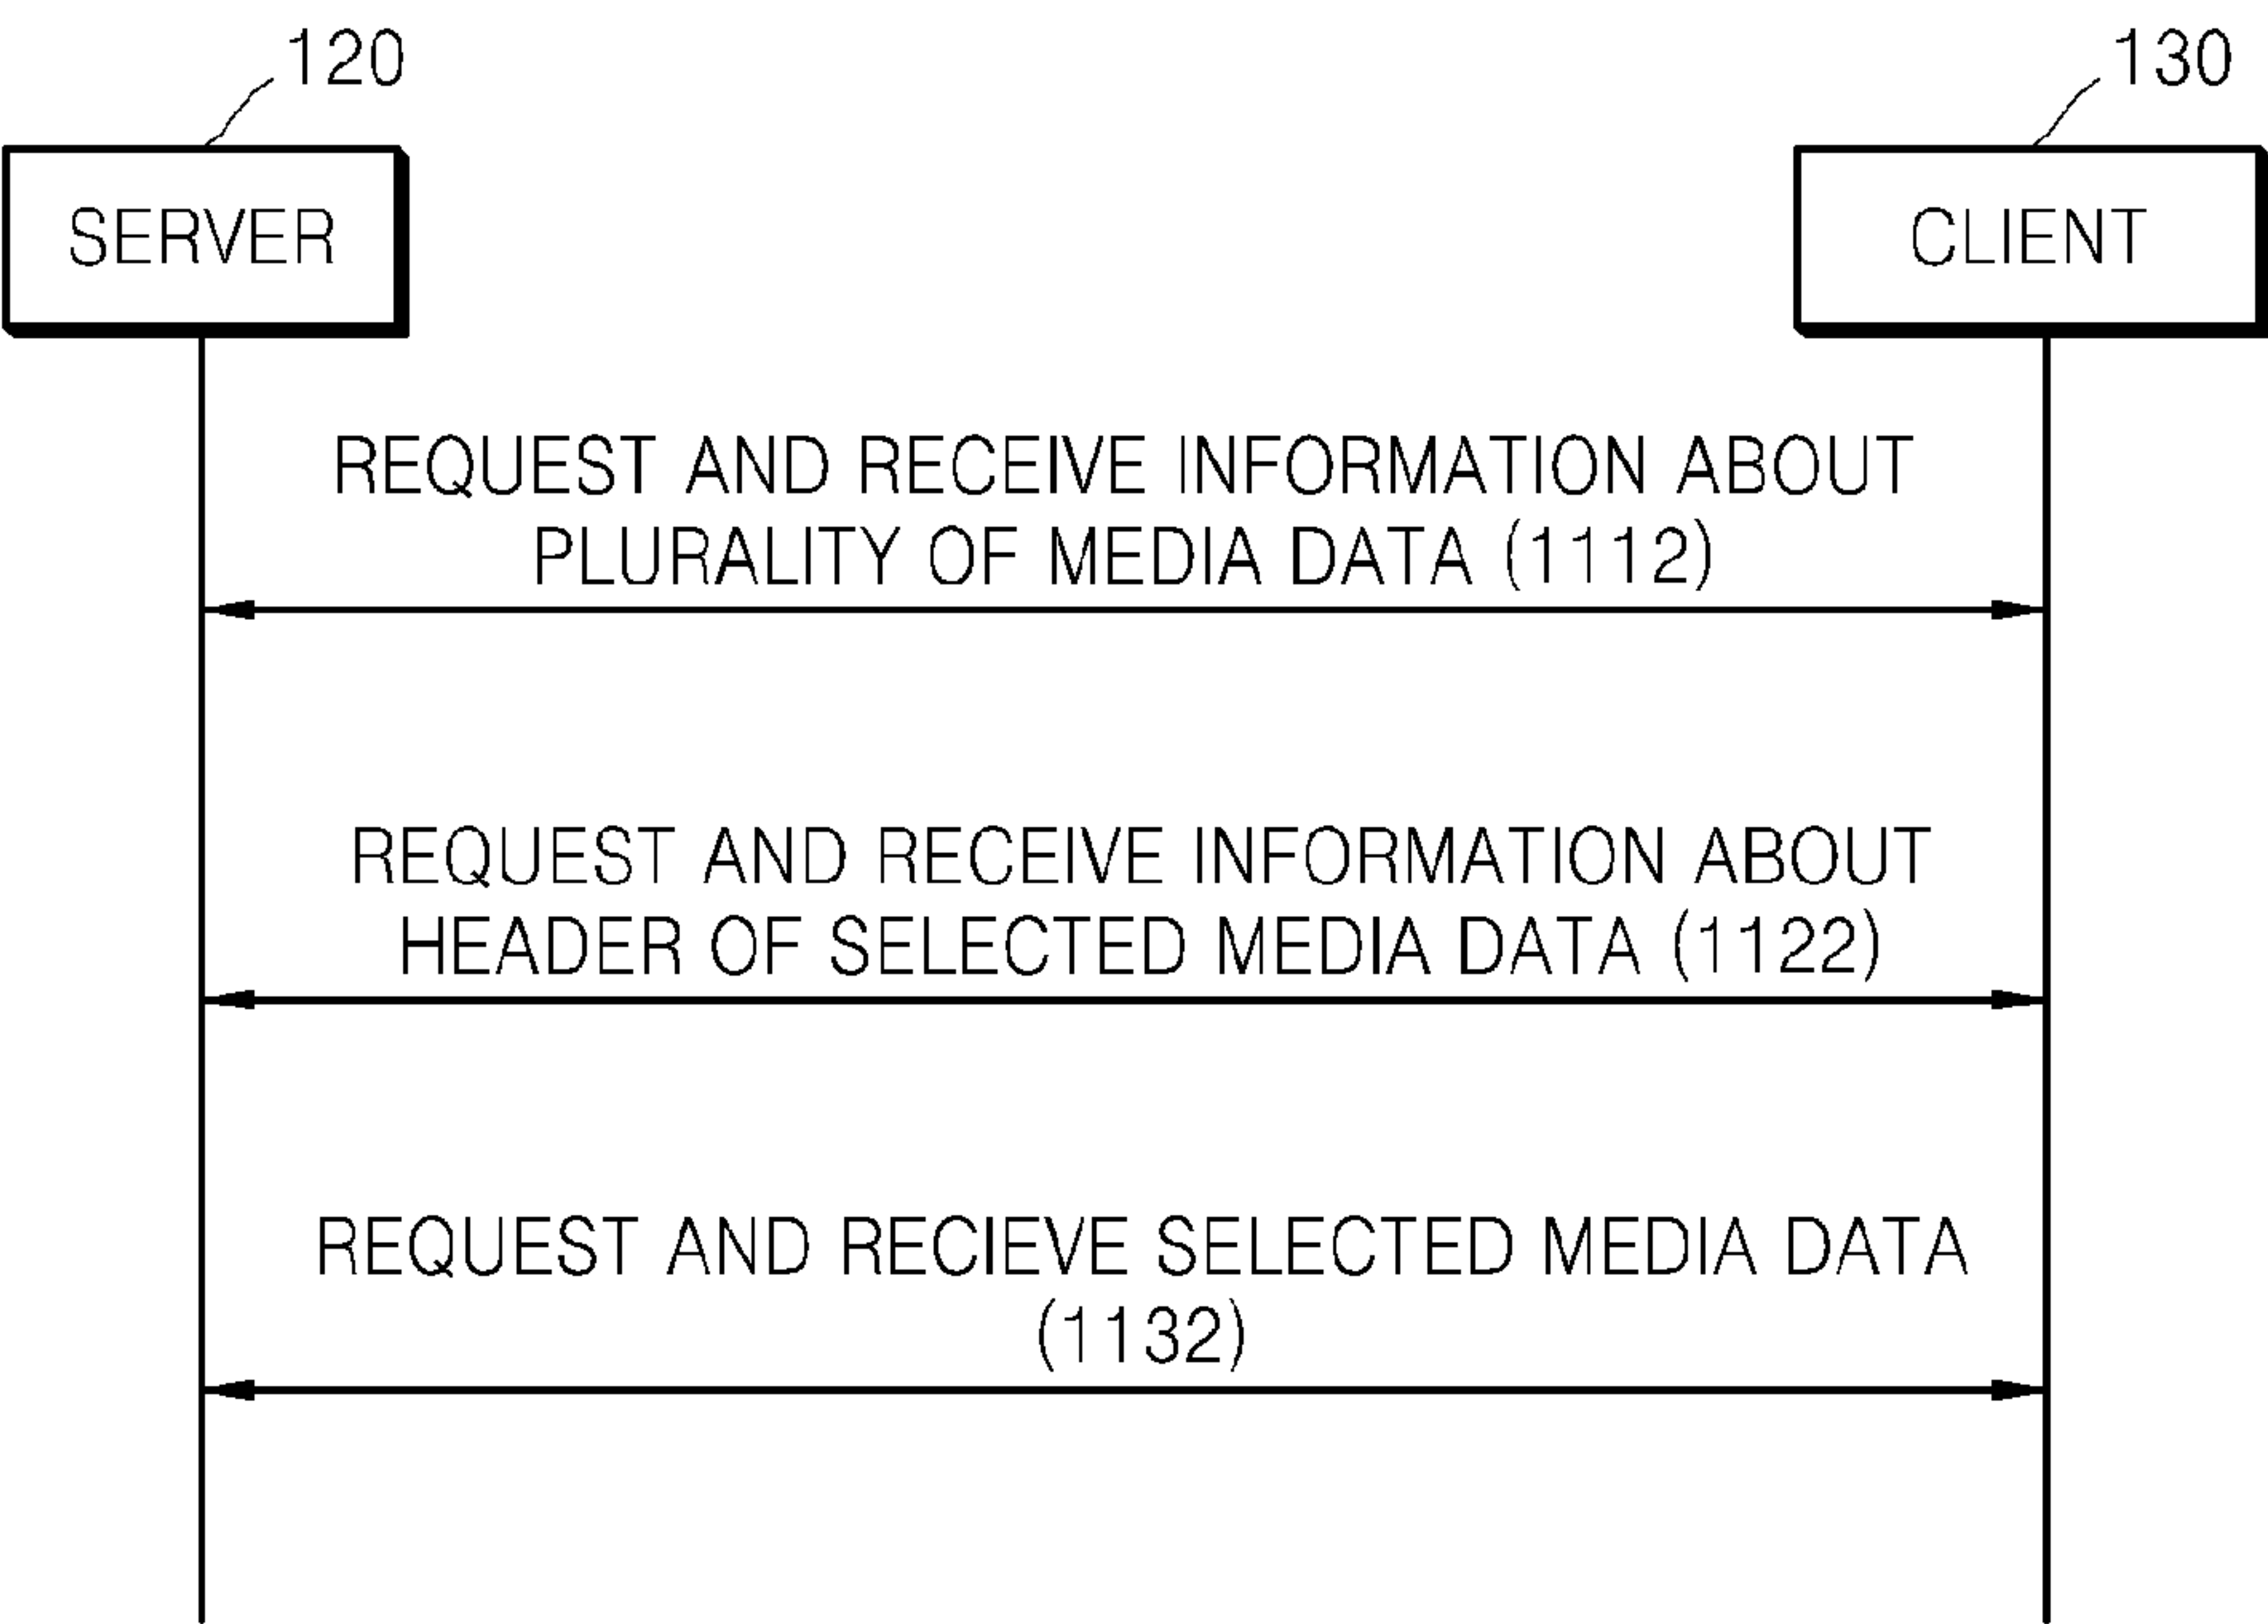 120
130
SERVER
CLIENT
REQUEST AND RECEIVE INFORMATION ABOUT
PLURALITY OF MEDIA DATA (1112)
REQUEST AND RECEIVE INFORMATION ABOUT
HEADER OF SELECTED MEDIA DATA (1122)
REQUEST AND RECIEVE SELECTED MEDIA DATA
(1132)